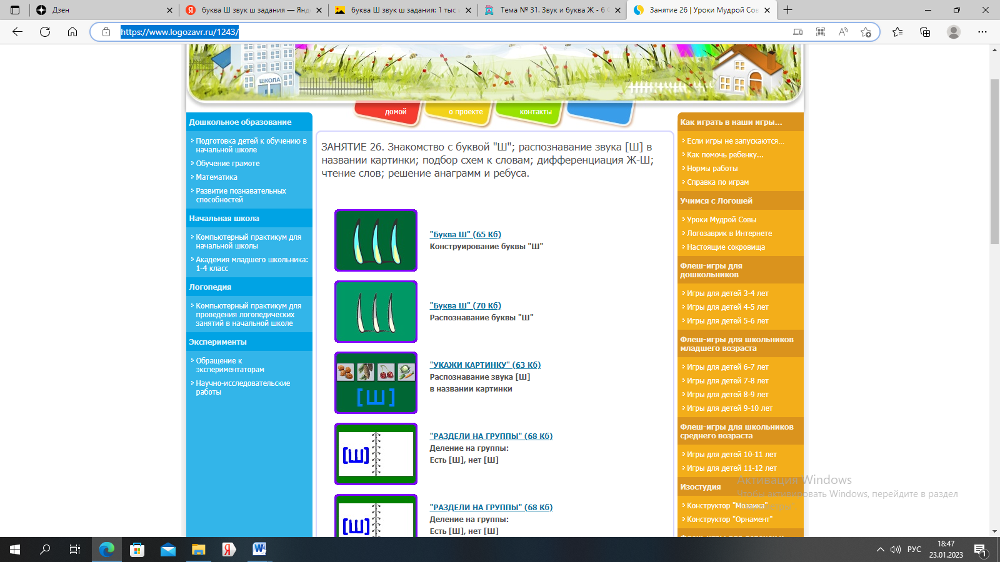 Дзен
буква Ш звук ш задания — Янд
буква Ш звук ш задания: 1 тыс
Тема № 31. Звук и буква Ж - 6
Занятие 26 | Уроки Мудрой Сов
https://www.logozavr.ru/1243/
ШКОЛА
домой
о проекте
контакты
Дошкольное образование
Подготовка детей к обучению в
начальной школе
Обучение грамоте
Математика
Развитие познавательных
способностей
Начальная школа
Компьютерный практикум для
начальной школы
Академия младшего школьника:
1-4 класс
Логопедия
Компьютерный практикум для
проведения логопедических
занятий в начальной школе
Эксперименты
Обращение к
экспериментаторам
Научно-исследовательские
работы
ЗАНЯТИЕ 26. Знакомство с буквой "Ш"; распознавание звука [Ш] в
названии картинки; подбор схем к словам; дифференциация Ж-Ш;
чтение слов; решение анаграмм и ребуса.
"Буква Ш" (65 Кб)
Конструирование буквы "Ш"
"Буква Ш" (70 Кб)
Распознавание буквы "Ш"
[Ш]
"УКАЖИ КАРТИНКУ" (63 Кб)
Распознавание звука [Ш]
в названии картинки
[Ш]
"РАЗДЕЛИ НА ГРУППЫ" (68 Кб)
Деление на группы:
Есть [Ш], нет [Ш]
[Ш]
"РАЗДЕЛИ НА ГРУППЫ" (68 Кб)
Деление на группы:
Есть [Ш], нет [Ш]
Как играть в наши игры...
Если игры не запускаются...
Как помочь ребенку...
Нормы работы
Справка по играм
Учимся с Логошей
Уроки Мудрой Совы
Логозаврик в Интернете
Настоящие сокровища
Флеш-игры для
дошкольников
Игры для детей 3-4 лет
Игры для детей 4-5 лет
Игры для детей 5-6 лет
Флеш-игры для школьников
младшего возраста
Игры для детей 6-7 лет
Игры для детей 7-8 лет
Игры для детей 8-9 лет
Игры для детей 9-10 лет
Флеш-игры для школьников
среднего возраста
Игры для детей 10-11 лет
Игры для детей 11-12 лет
Изостудия
Конструктор "Мозаика"
Конструктор "Орнамент"
Активация Windows
Чтобы активировать Windows, перейдите в раздел
РУС
18:47
23.01.2023
1